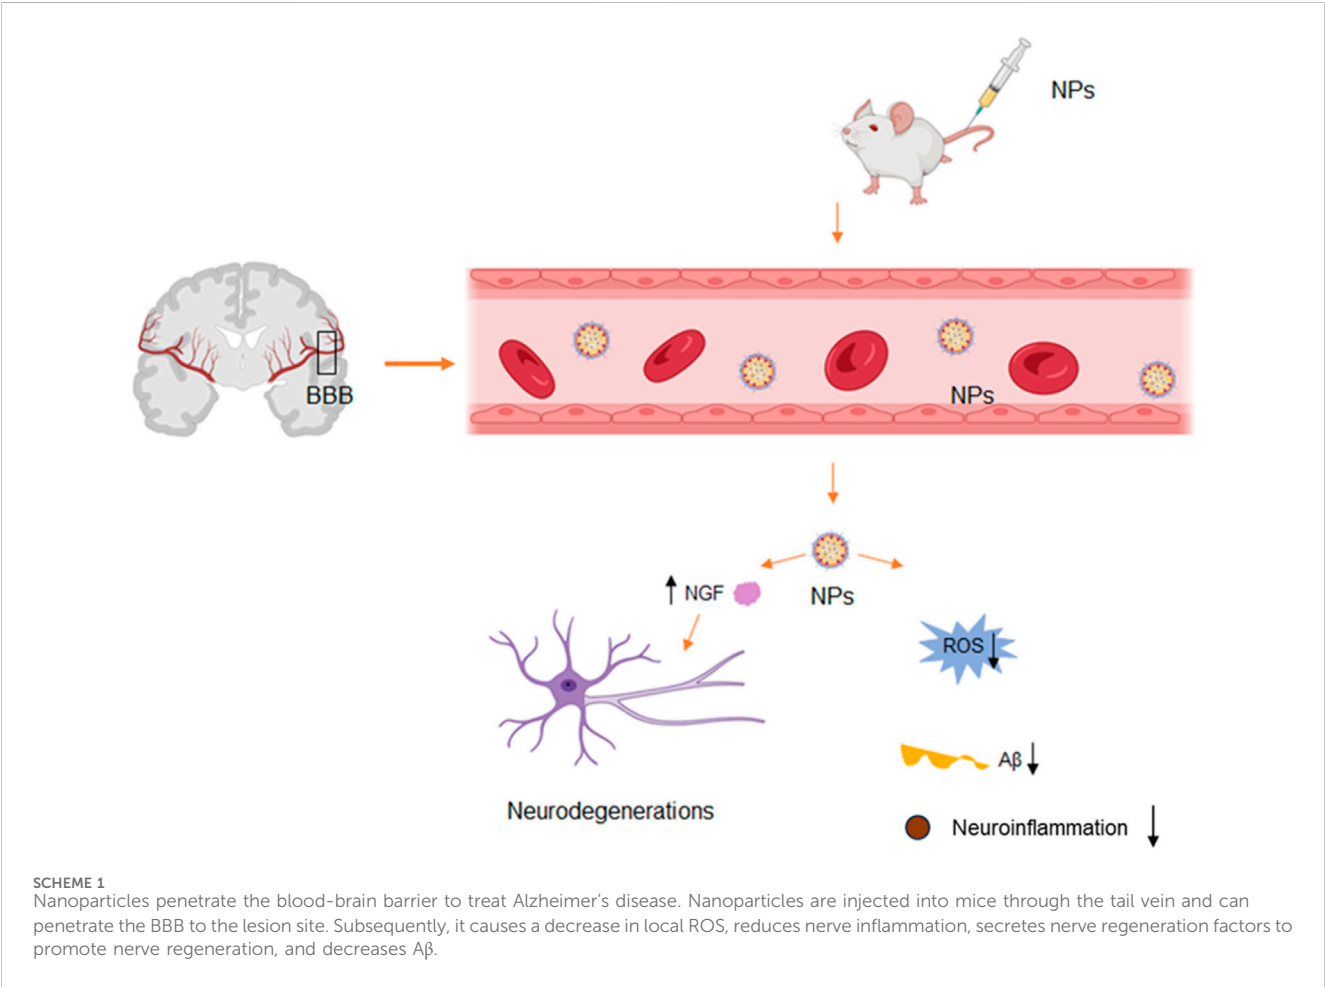 NPs
BBB
NPs
↑ NGF
NPs
ROS ↓
Aβ ↓
Neurodegenerations
Neuroinflammation ↓
SCHEME 1
Nanoparticles penetrate the blood-brain barrier to treat Alzheimer’s disease. Nanoparticles are injected into mice through the tail vein and can
penetrate the BBB to the lesion site. Subsequently, it causes a decrease in local ROS, reduces nerve inflammation, secretes nerve regeneration factors to
promote nerve regeneration, and decreases Aβ.